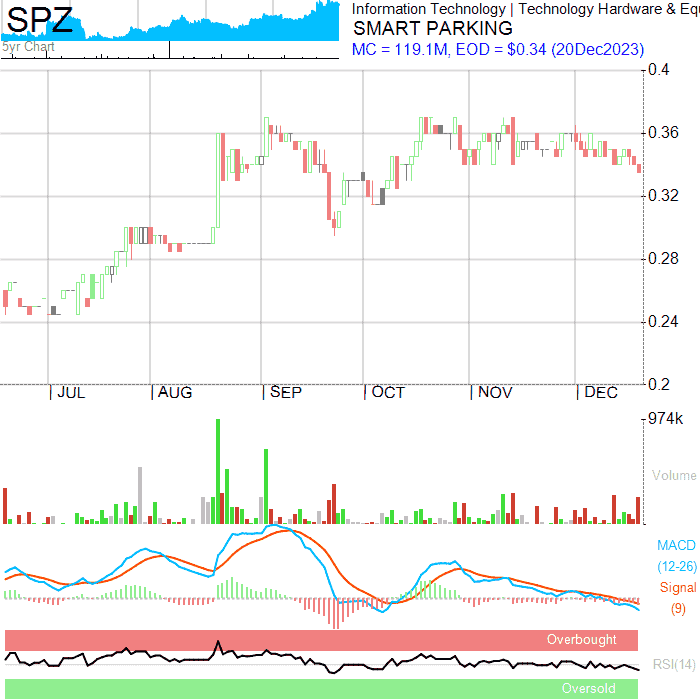 SPZ
5yr Chart
Information Technology | Technology Hardware & Equ
SMART PARKING
MC = 119.1M, EOD = $0.34 (20Dec2023)
0.4
0.36
0.32
0.28
0.24
0.2
JUL AUG SEP OCT NOV DEC
974k
Volume
MACD
(12-26)
Signal
(9)
Overbought
RSI(14)
Oversold